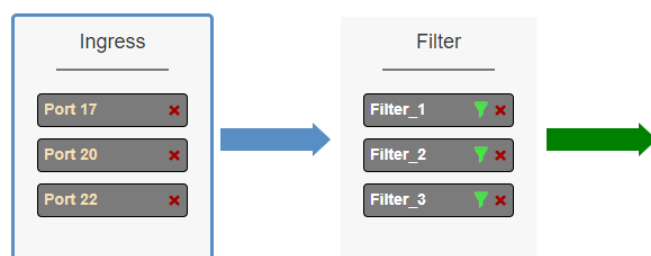 Ingress
Port 17
Port 20
Port 22
Filter
Filter_1
Filter_2
Filter_3